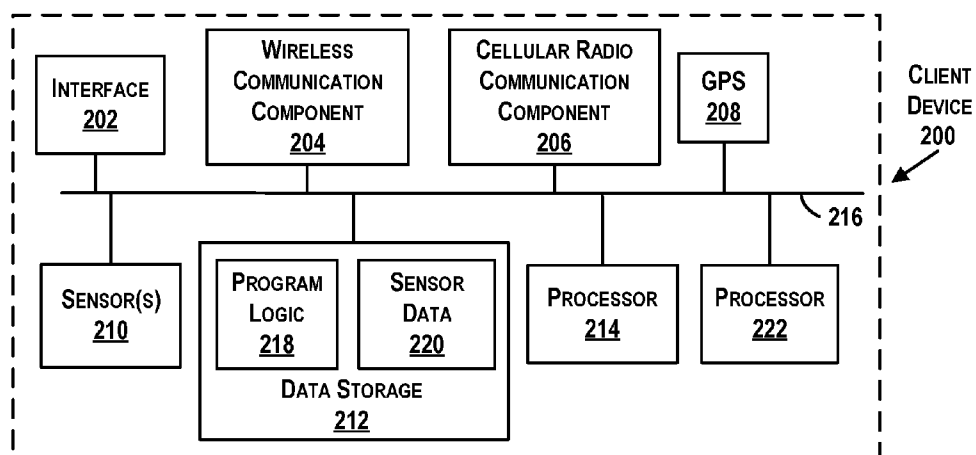 INTERFACE
202
WIRELESS
COMMUNICATION
COMPONENT
204
CELLULAR RADIO
COMMUNICATION
COMPONENT
206
GPS
208
CLIENT
DEVICE
200
216
SENSOR(S)
210
PROGRAM
LOGIC
218
SENSOR
DATA
220
DATA STORAGE
212
PROCESSOR
214
PROCESSOR
222